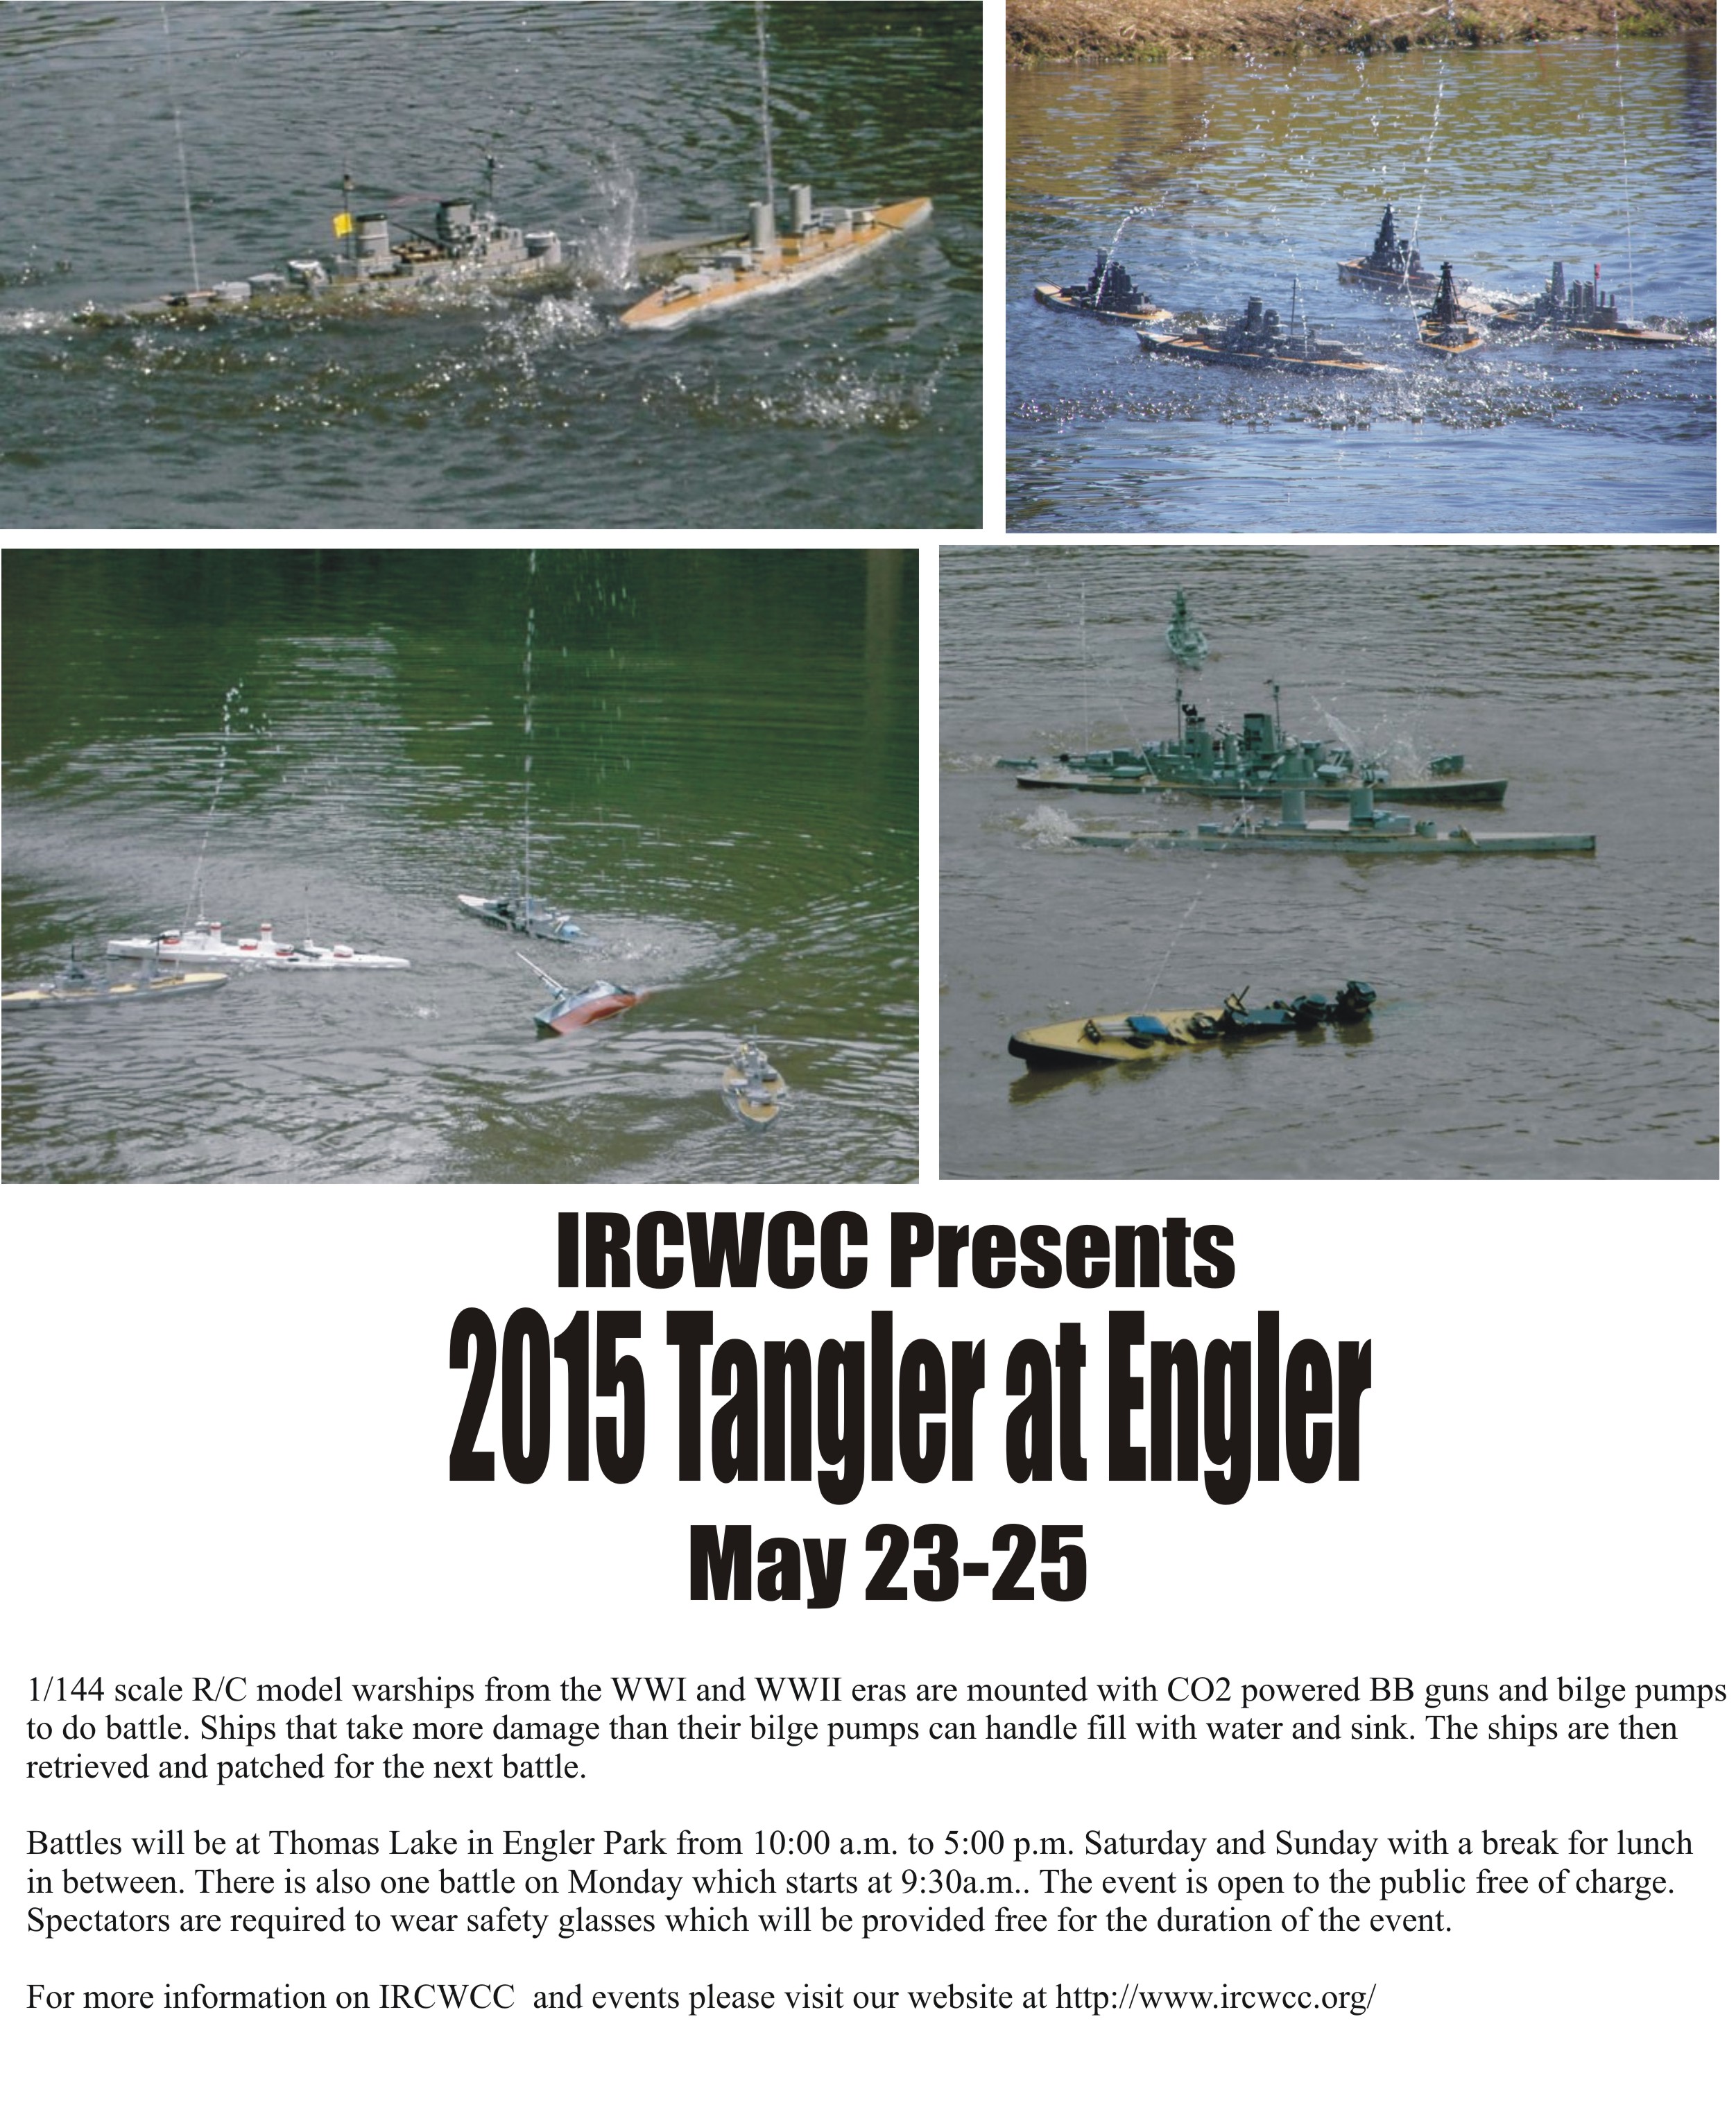 IRCWCC Presents
2015 Tangler at Engler
May 23-25
1/144 scale R/C model warships from the WWI and WWII eras are mounted with CO2 powered BB guns and bilge pumps
to do battle. Ships that take more damage than their bilge pumps can handle fill with water and sink. The ships are then
retrieved and patched for the next battle.
Battles will be at Thomas Lake in Engler Park from 10:00 a.m. to 5:00 p.m. Saturday and Sunday with a break for lunch
in between. There is also one battle on Monday which starts at 9:30a.m.. The event is open to the public free of charge.
Spectators are required to wear safety glasses which will be provided free for the duration of the event.
For more information on IRCWCC  and events please visit our website at http://www.ircwcc.org/